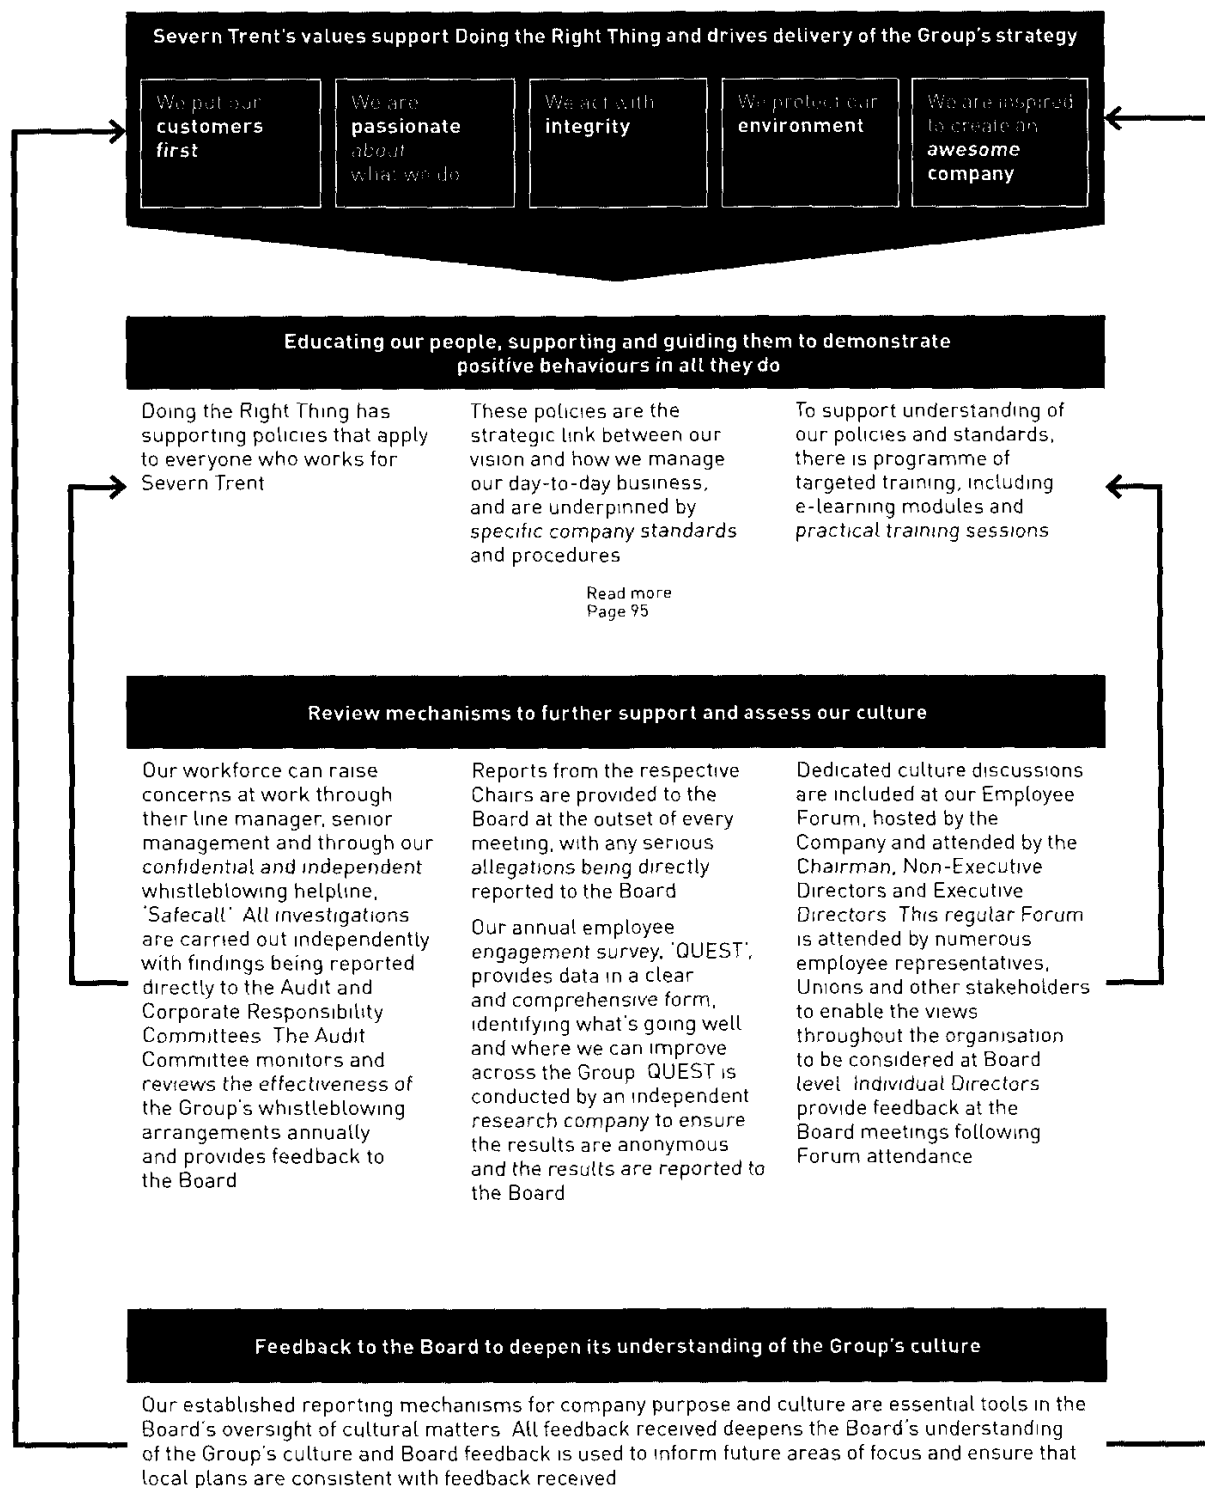 Severn Trent's values support Doing the Right Thing and drives delivery of the Group's strategy
We put our
customers
first
We are
passionate
about
what we do
We act with
integrity
We protect our
environment
We are inspired
to create an
awesome
company
Educating our people, supporting and guiding them to demonstrate
positive behaviours in all they do
Doing the Right Thing has
supporting policies that apply
to everyone who works for
Severn Trent
These policies are the
strategic link between our
vision and how we manage
our day-to-day business,
and are underpinned by
specific company standards
and procedures
To support understanding of
our policies and standards,
there is programme of
targeted training, including
e-learning modules and
practical training sessions
Read more
Page 95
Review mechanisms to further support and assess our culture
Our workforce can raise
concerns at work through
their line manager, senior
management and through our
confidential and independent
whistleblowing helpline,
'Safecall' All investigations
are carried out independently
with findings being reported
directly to the Audit and
Corporate Responsibility
Committees The Audit
Committee monitors and
reviews the effectiveness of
the Group's whistleblowing
arrangements annually
and provides feedback to
the Board
Reports from the respective
Chairs are provided to the
Board at the outset of every
meeting, with any serious
allegations being directly
reported to the Board
Our annual employee
engagement survey, 'QUEST',
provides data in a clear
and comprehensive form,
identifying what's going well
and where we can improve
across the Group QUEST is
conducted by an independent
research company to ensure
the results are anonymous
and the results are reported to
the Board
Dedicated culture discussions
are included at our Employee
Forum, hosted by the
Company and attended by the
Chairman, Non-Executive
Directors and Executive
Directors This regular Forum
is attended by numerous
employee representatives,
Unions and other stakeholders
to enable the views
throughout the organisation
to be considered at Board
level Individual Directors
provide feedback at the
Board meetings following
Forum attendance
Feedback to the Board to deepen its understanding of the Group's culture
Our established reporting mechanisms for company purpose and culture are essential tools in the
Board's oversight of cultural matters All feedback received deepens the Board's understanding
of the Group's culture and Board feedback is used to inform future areas of focus and ensure that
local plans are consistent with feedback received